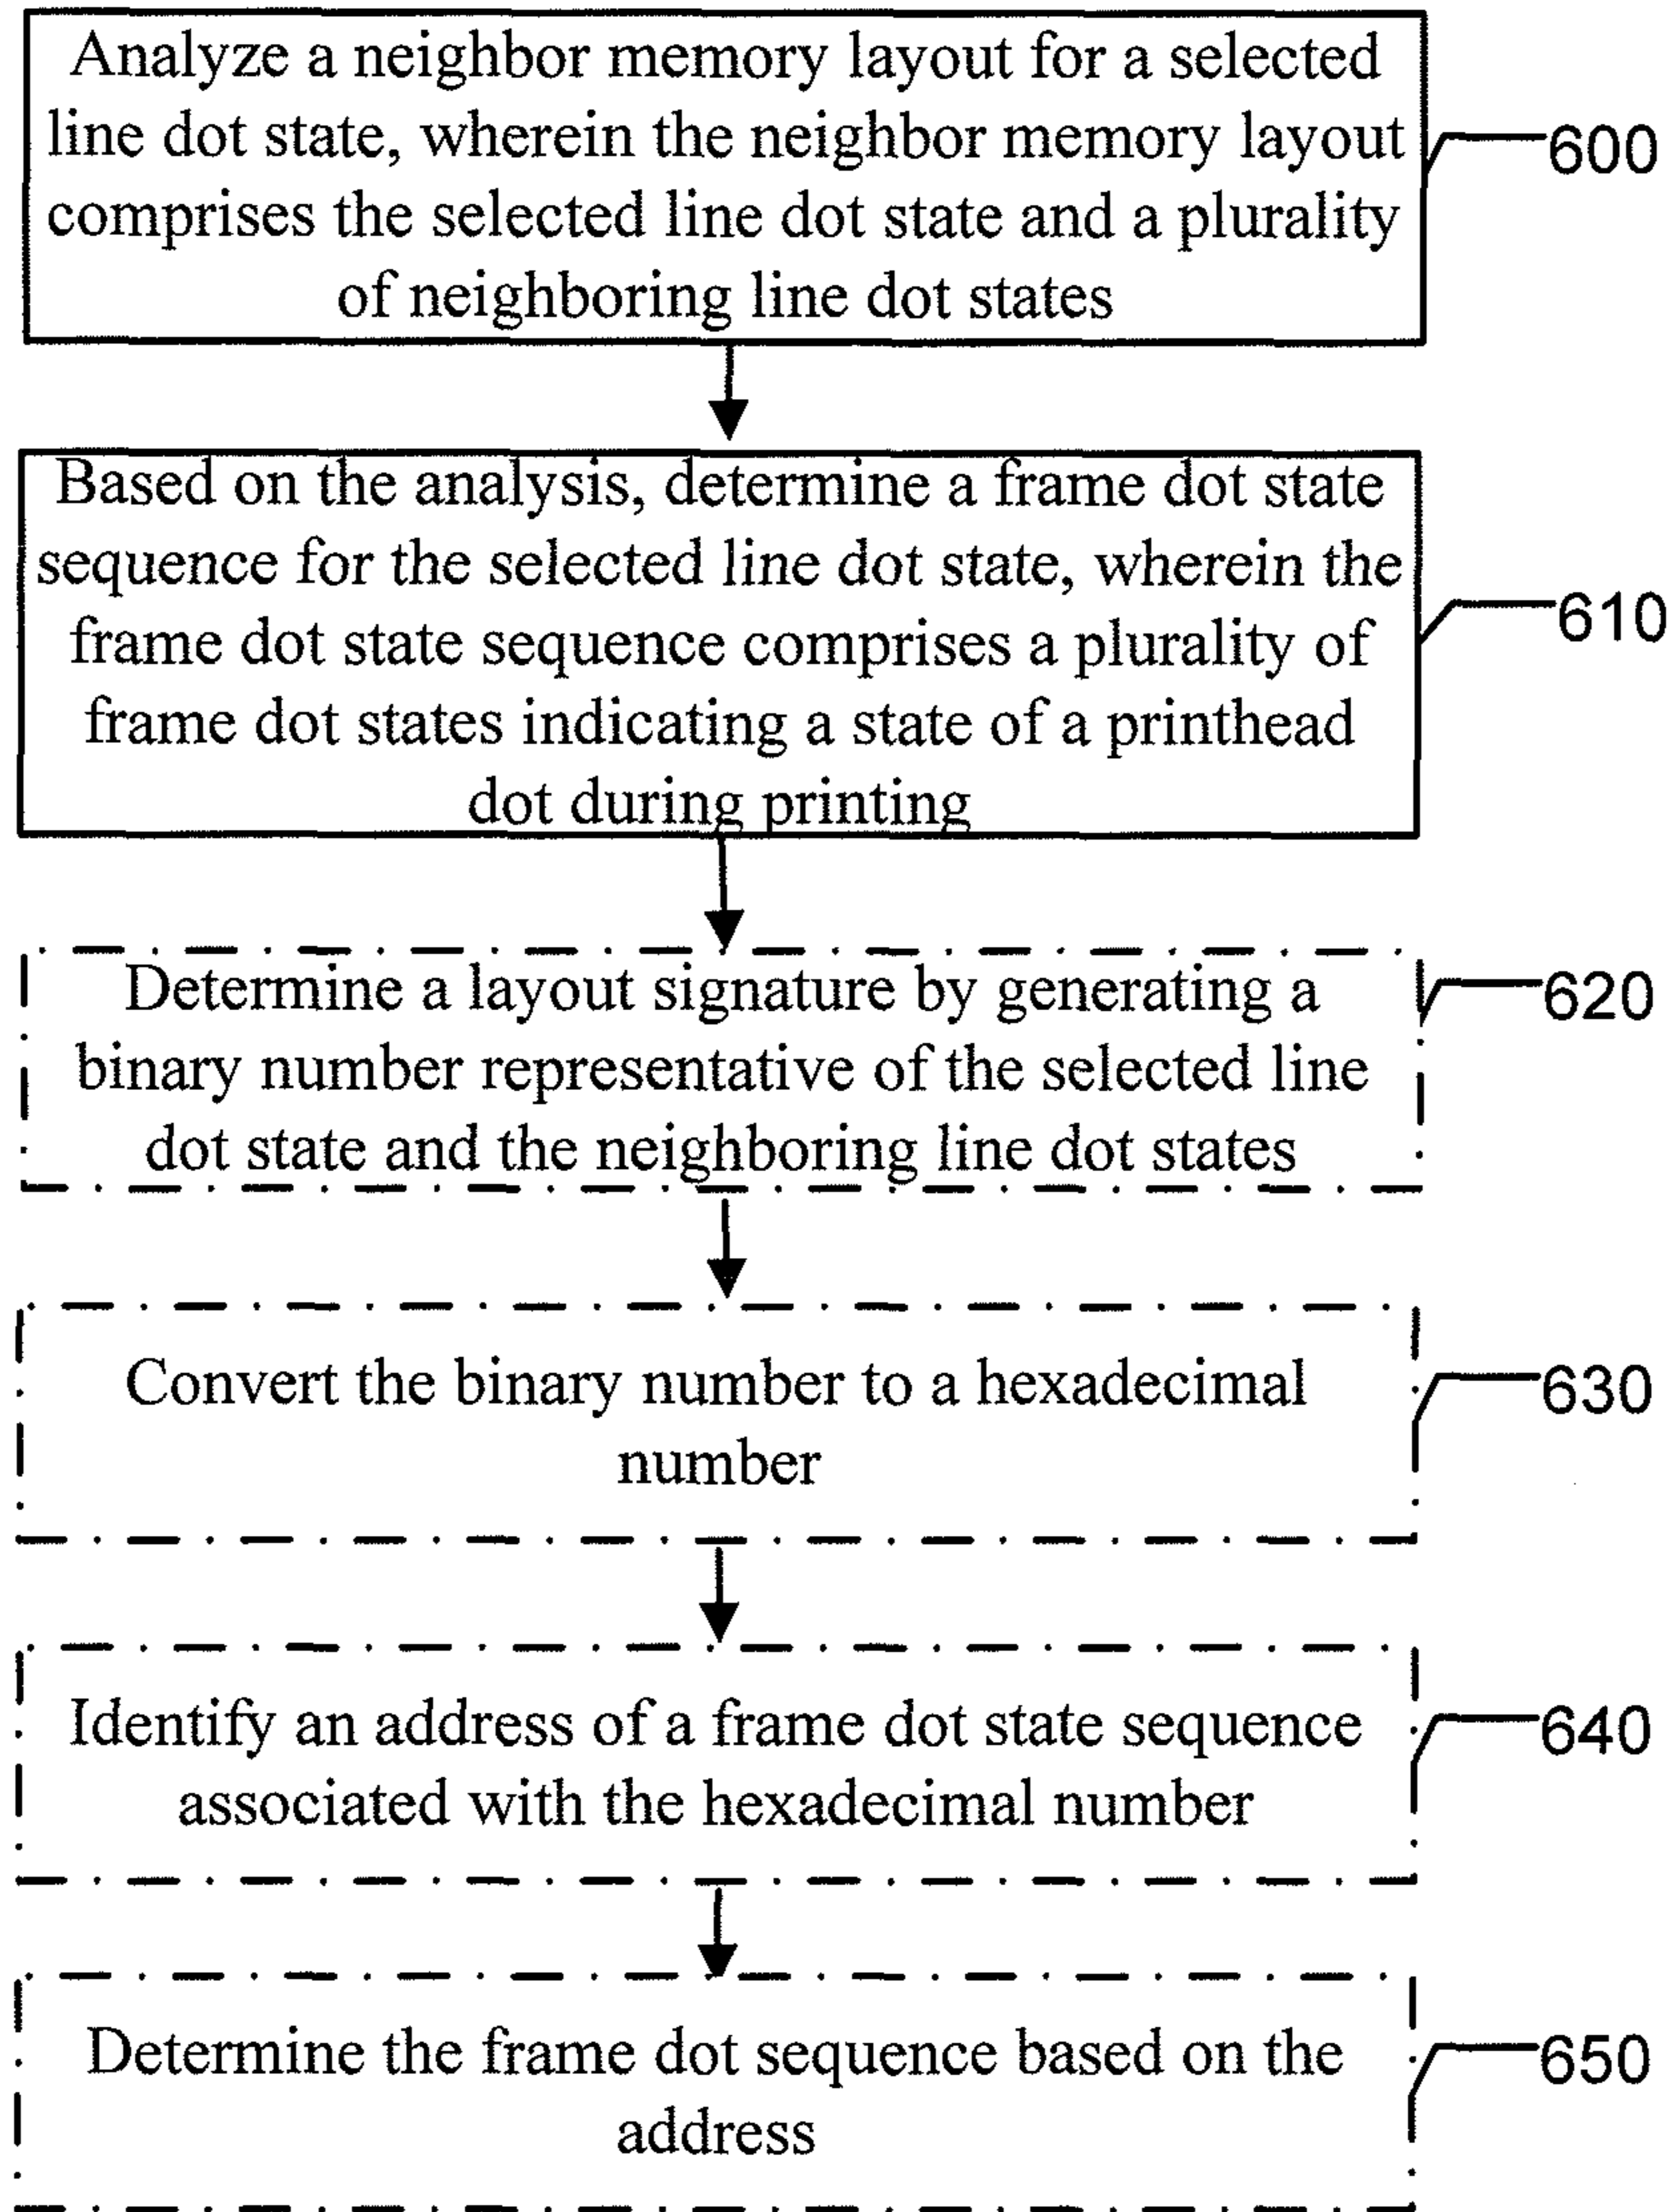 Analyze a neighbor memory layout for a selected
line dot state, wherein the neighbor memory layout
comprises the selected line dot state and a plurality
of neighboring line dot states
600
Based on the analysis, determine a frame dot state
sequence for the selected line dot state, wherein the
frame dot state sequence comprises a plurality of
frame dot states indicating a state of a printhead
dot during printing
610
Determine a layout signature by generating a
binary number representative of the selected line
dot state and the neighboring line dot states
620
Convert the binary number to a hexadecimal
number
630
Identify an address of a frame dot state sequence
associated with the hexadecimal number
640
Determine the frame dot sequence based on the
address
650